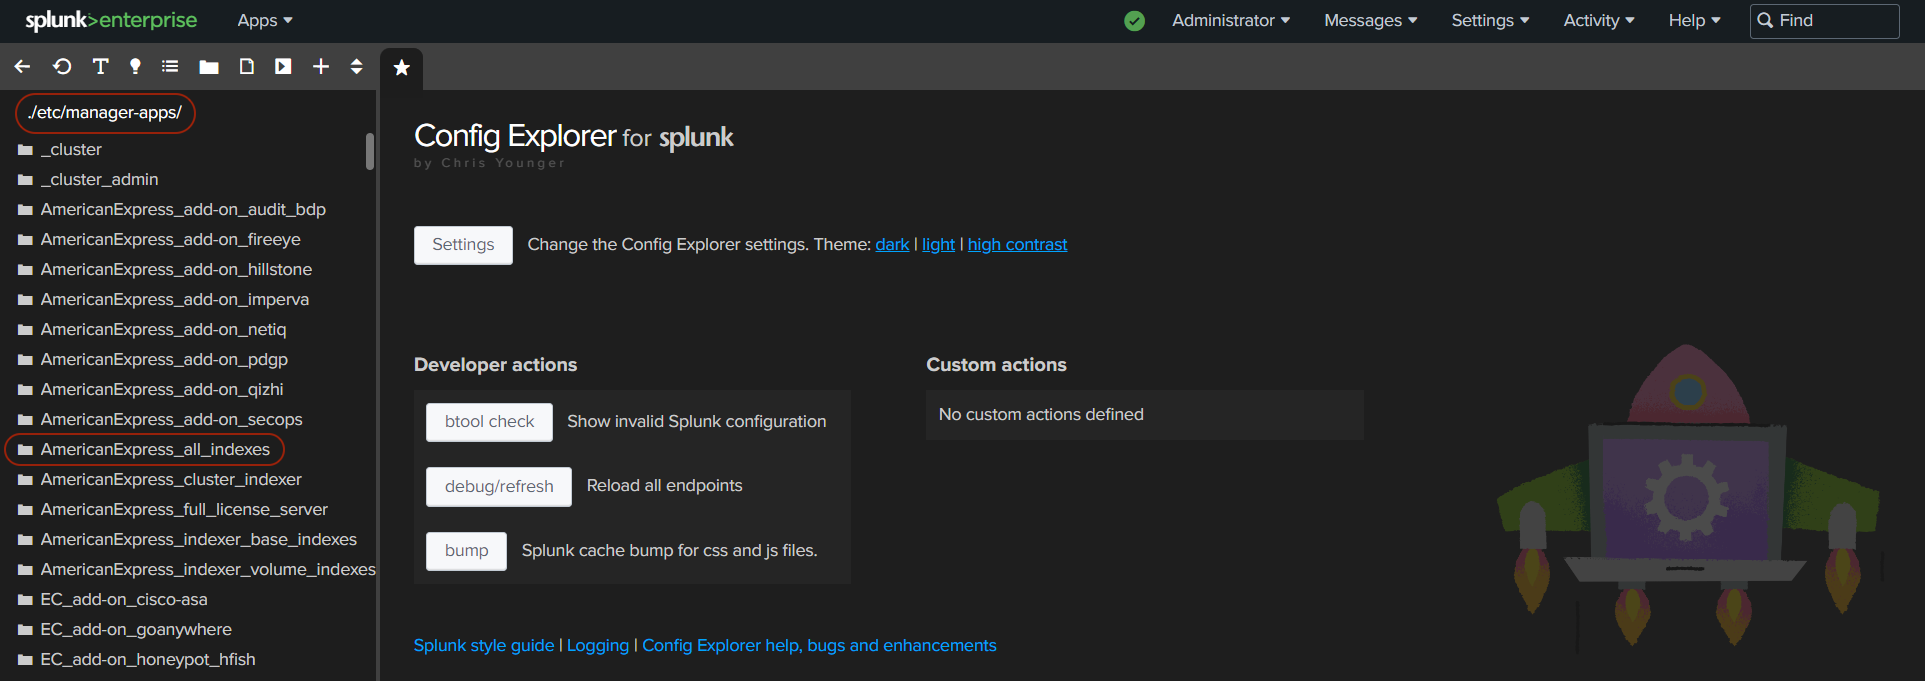 splunk>enterprise Apps Administrator Messages Settings Activity Help Find
./etc/manager-apps/
_cluster
_cluster_admin
AmericanExpress_add-on_audit_bdp
AmericanExpress_add-on_fireeye
AmericanExpress_add-on_hillstone
AmericanExpress_add-on_imperva
AmericanExpress_add-on_netiq
AmericanExpress_add-on_pdgp
AmericanExpress_add-on_qizhi
AmericanExpress_add-on_secops
AmericanExpress_all_indexes
AmericanExpress_cluster_indexer
AmericanExpress_full_license_server
AmericanExpress_indexer_base_indexes
AmericanExpress_indexer_volume_indexes
EC_add-on_cisco-asa
EC_add-on_goanywhere
EC_add-on_honeypot_hfish
Config Explorer for splunk
by Chris Younger
Settings Change the Config Explorer settings. Theme: dark | light | high contrast
Developer actions
btool check Show invalid Splunk configuration
debug/refresh Reload all endpoints
bump Splunk cache bump for css and js files.
Custom actions
No custom actions defined
Splunk style guide | Logging | Config Explorer help, bugs and enhancements